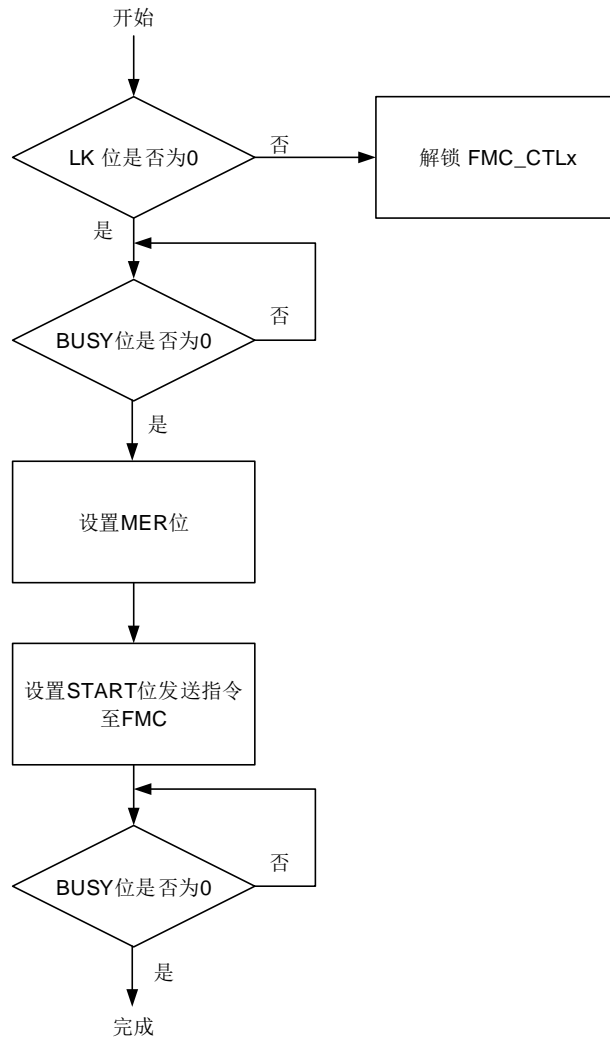 开始
LK 位是否为0
否
解锁 FMC_CTLx
是
BUSY位是否为0
否
是
设置MER位
设置START位发送指令
至FMC
BUSY位是否为0
否
是
完成